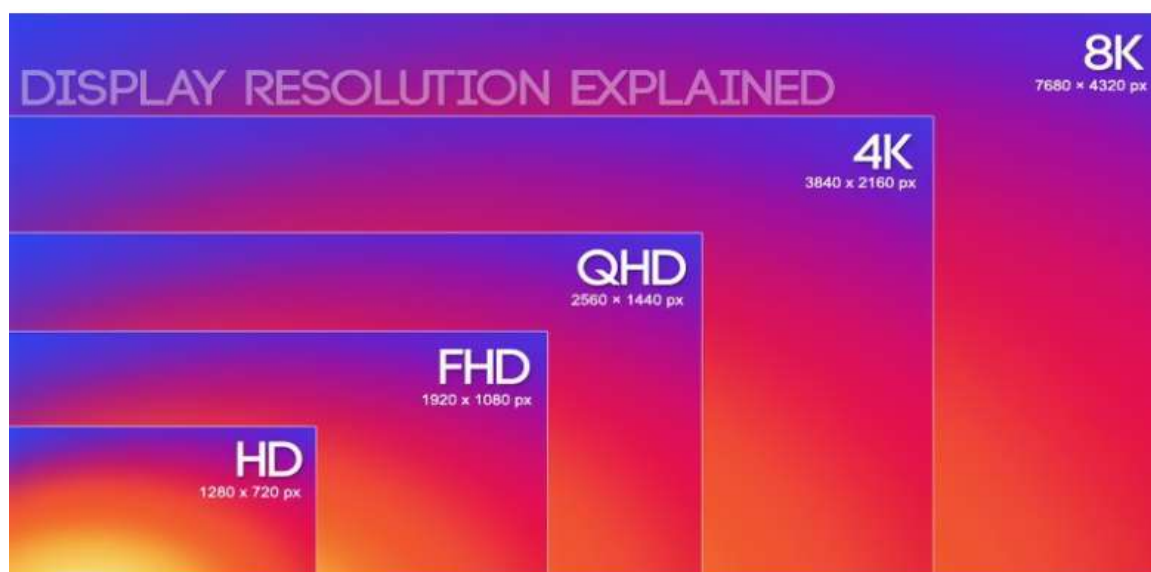 8K
7680 × 4320 px
DISPLAY RESOLUTION EXPLAINED
4K
3840 x 2160 px
QHD
2560 × 1440 px
FHD
1920 x 1080 px
HD
1280 x 720 px